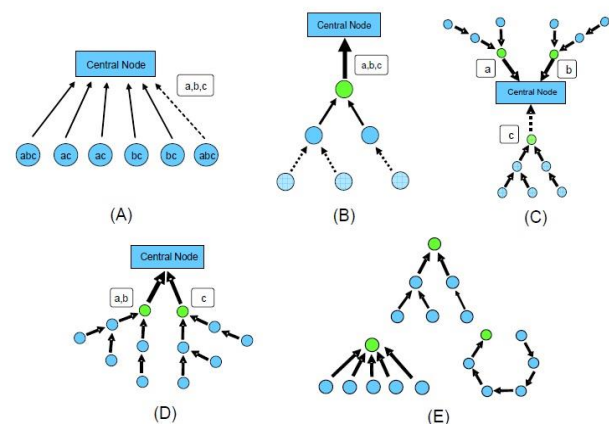 Central Node
a,b,c
abc ac ac bc bc abc
(A)
Central Node
a,b,c
(B)
a b
Central Node
c
(C)
Central Node
a,b c
(D)
(E)